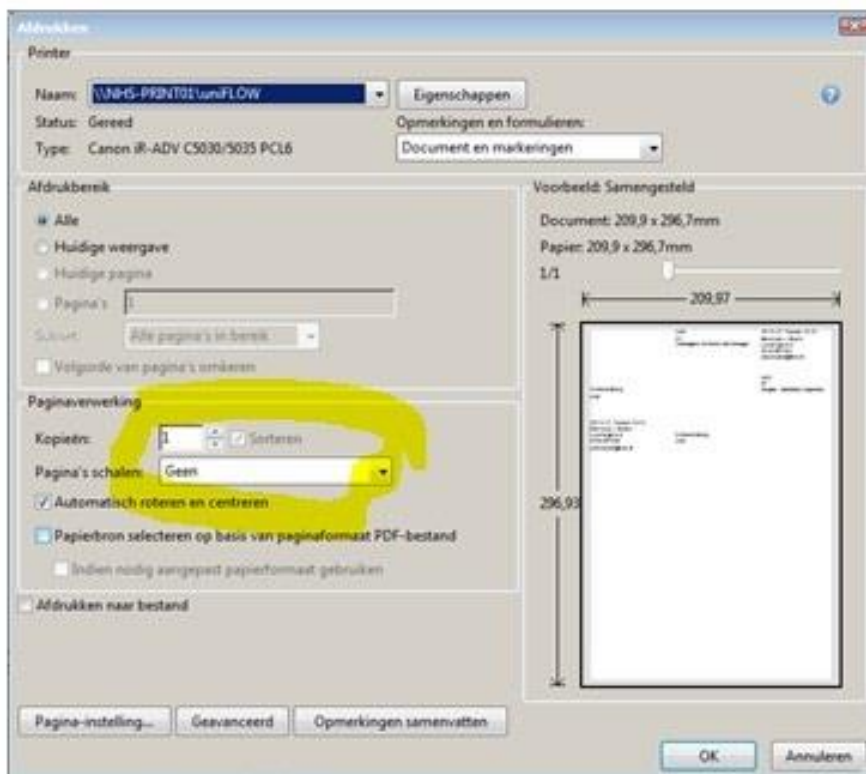 Afdrukken
Printer
Naam: \\NHS-PRINT01\uniFLOW
Eigenschappen
Status: Gereed
Opmerkingen en formulieren:
Type: Canon iR-ADV C5030/5035 PCL6
Document en markeringen
Afdrukbereik
Alle
Huidige weergave
Huidige pagina
Pagina's 1
Alle pagina's in bereik
Volgorde van pagina's omkeren
Paginaverwerking
Kopieën: 1 Sorteren
Pagina's schalen: Geen
Automatisch roteren en centreren
Papierbron selecteren op basis van paginaformaat PDF-bestand
Indien nodig aangepast papierformaat gebruiken
Afdrukken naar bestand
Voorbeeld: Samengesteld
Document: 209,9 x 296,7mm
Papier: 209,9 x 296,7mm
1/1
209,97
296,93
Pagina-instelling...
Geavanceerd
Opmerkingen samenvatten
OK
Annuleren